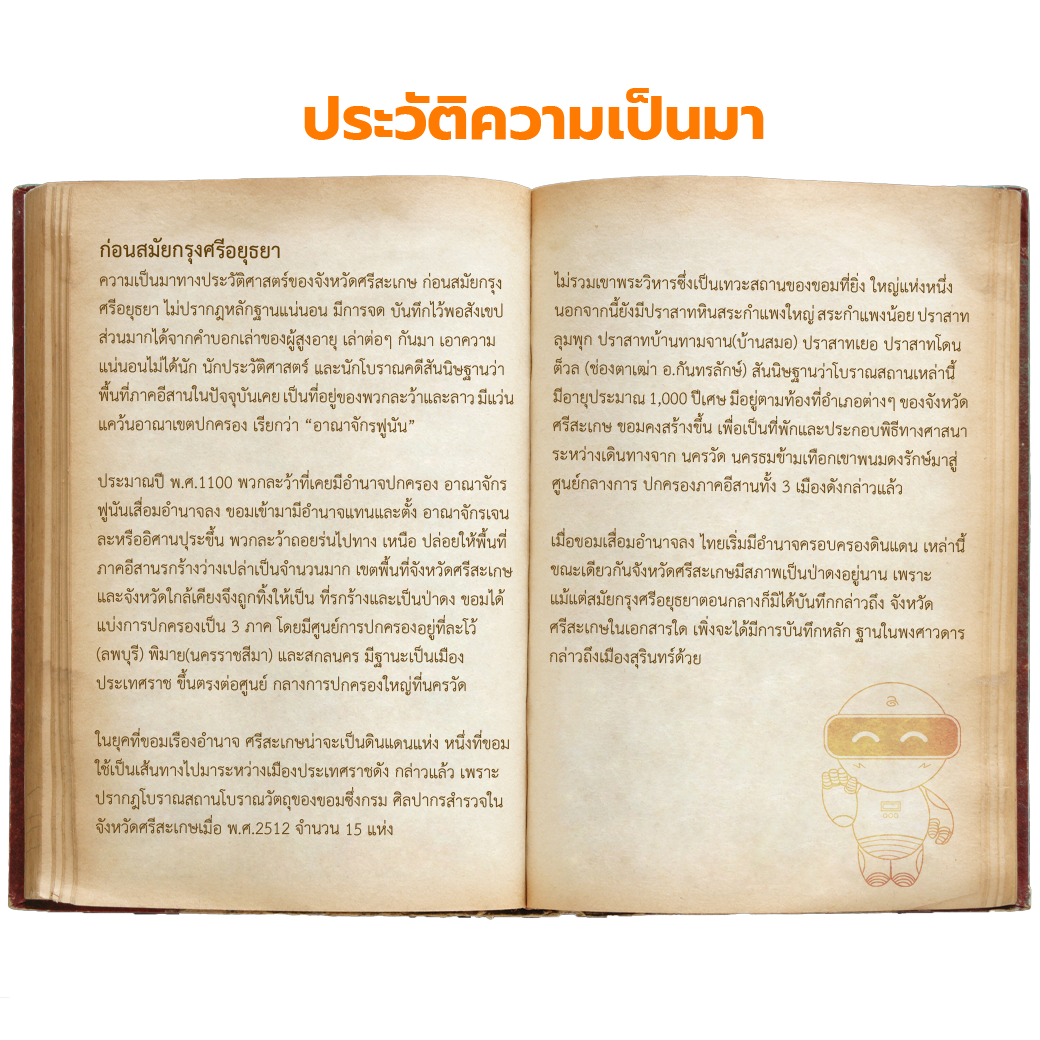 ประวัติความเป็นมา
ก่อนสมัยกรุงศรีอยุธยา
ความเป็นมาทางประวัติศาสตร์ของจังหวัดศรีสะเกษ ก่อนสมัยกรุง
ศรีอยุธยา ไม่ปรากฎหลักฐานแน่นอน มีการจด บันทึกไว้พอสังเขป
ส่วนมากได้จากคำบอกเล่าของผู้สูงอายุ เล่าต่อๆ กันมา เอาความ
แน่นอนไม่ได้นัก นักประวัติศาสตร์ และนักโบราณคดีสันนิษฐานว่า
พื้นที่ภาคอีสานในปัจจุบันเคย เป็นที่อยู่ของพวกละว้าและลาว มีแว่น
แคว้นอาณาเขตปกครอง เรียกว่า “อาณาจักรฟูนัน”
ประมาณปี พ.ศ.1100 พวกละว้าที่เคยมีอำนาจปกครอง อาณาจักร
ฟูนันเสื่อมอำนาจลง ขอมเข้ามามีอำนาจแทนและตั้ง อาณาจักรเจน
ละหรืออิศานปุระขึ้น พวกละว้าถอยร่นไปทาง เหนือ ปล่อยให้พื้นที่
ภาคอีสานรกร้างว่างเปล่าเป็นจำนวนมาก เขตพื้นที่จังหวัดศรีสะเกษ
และจังหวัดใกล้เคียงจึงถูกทิ้งให้เป็น ที่รกร้างและเป็นป่าดง ขอมได้
แบ่งการปกครองเป็น 3 ภาค โดยมีศูนย์การปกครองอยู่ที่ละโว้
(ลพบุรี) พิมาย(นครราชสีมา) และสกลนคร มีฐานะเป็นเมือง
ประเทศราช ขึ้นตรงต่อศูนย์ กลางการปกครองใหญ่ที่นครวัด
ในยุคที่ขอมเรืองอำนาจ ศรีสะเกษน่าจะเป็นดินแดนแห่ง หนึ่งที่ขอม
ใช้เป็นเส้นทางไปมาระหว่างเมืองประเทศราชดัง กล่าวแล้ว เพราะ
ปรากฎโบราณสถานโบราณวัตถุของขอมซึ่งกรม ศิลปากรสำรวจใน
จังหวัดศรีสะเกษเมื่อ พ.ศ.2512 จำนวน 15 แห่ง
ไม่รวมเขาพระวิหารซึ่งเป็นเทวะสถานของขอมที่ยิ่ง ใหญ่แห่งหนึ่ง
นอกจากนี้ยังมีปราสาทหินสระกำแพงใหญ่ สระกำแพงน้อย ปราสาท
ลุมพุก ปราสาทบ้านทามจาน(บ้านสมอ) ปราสาทเยอ ปราสาทโดน
ต็วล (ช่องตาเฒ่า อ.กันทรลักษ์) สันนิษฐานว่าโบราณสถานเหล่านี้
มีอายุประมาณ 1,000 ปีเศษ มีอยู่ตามท้องที่อำเภอต่างๆ ของจังหวัด
ศรีสะเกษ ขอมคงสร้างขึ้น เพื่อเป็นที่พักและประกอบพิธีทางศาสนา
ระหว่างเดินทางจาก นครวัด นครธมข้ามเทือกเขาพนมดงรักษ์มาสู่
ศูนย์กลางการ ปกครองภาคอีสานทั้ง 3 เมืองดังกล่าวแล้ว
เมื่อขอมเสื่อมอำนาจลง ไทยเริ่มมีอำนาจครอบครองดินแดน เหล่านี้
ขณะเดียวกันจังหวัดศรีสะเกษมีสภาพเป็นป่าดงอยู่นาน เพราะ
แม้แต่สมัยกรุงศรีอยุธยาตอนกลางก็มิได้บันทึกกล่าวถึง จังหวัด
ศรีสะเกษในเอกสารใด เพิ่งจะได้มีการบันทึกหลัก ฐานในพงศาวดาร
กล่าวถึงเมืองสุรินทร์ด้วย